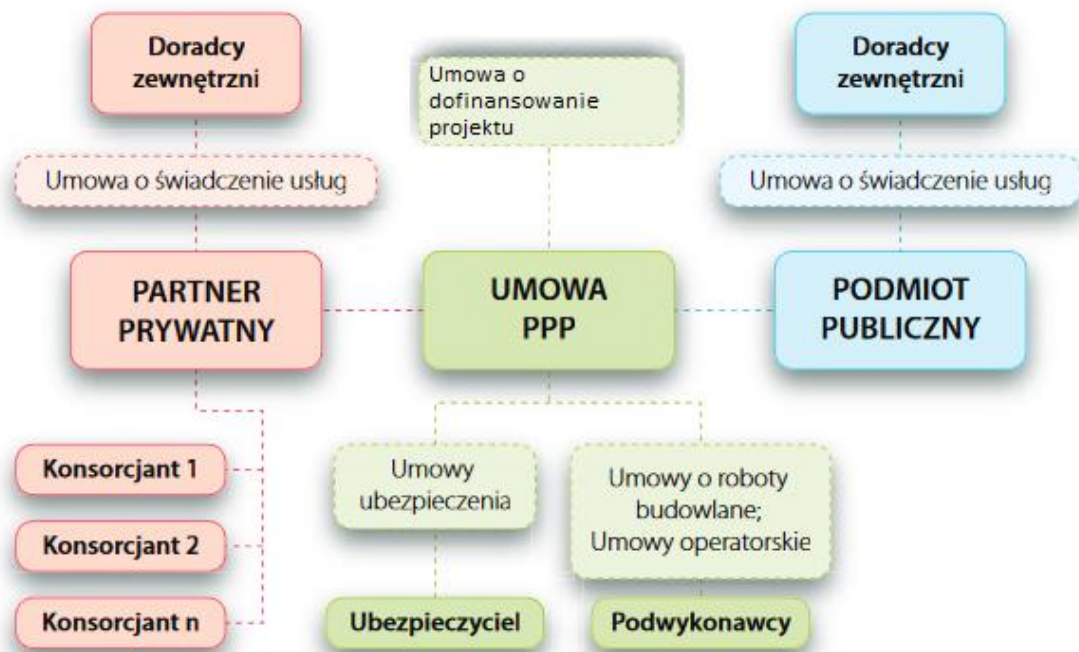 Doradcy
zewnętrzni
Umowa o
dofinansowanie
projektu
Doradcy
zewnętrzni
Umowa o świadczenie usług
Umowa o świadczenie usług
PARTNER
PRYWATNY
UMOWA
PPP
PODMIOT
PUBLICZNY
Konsorcjant 1
Konsorcjant 2
Konsorcjant n
Umowy
ubezpieczenia
Umowy o roboty
budowlane;
Umowy operatorskie
Ubezpieczyciel
Podwykonawcy